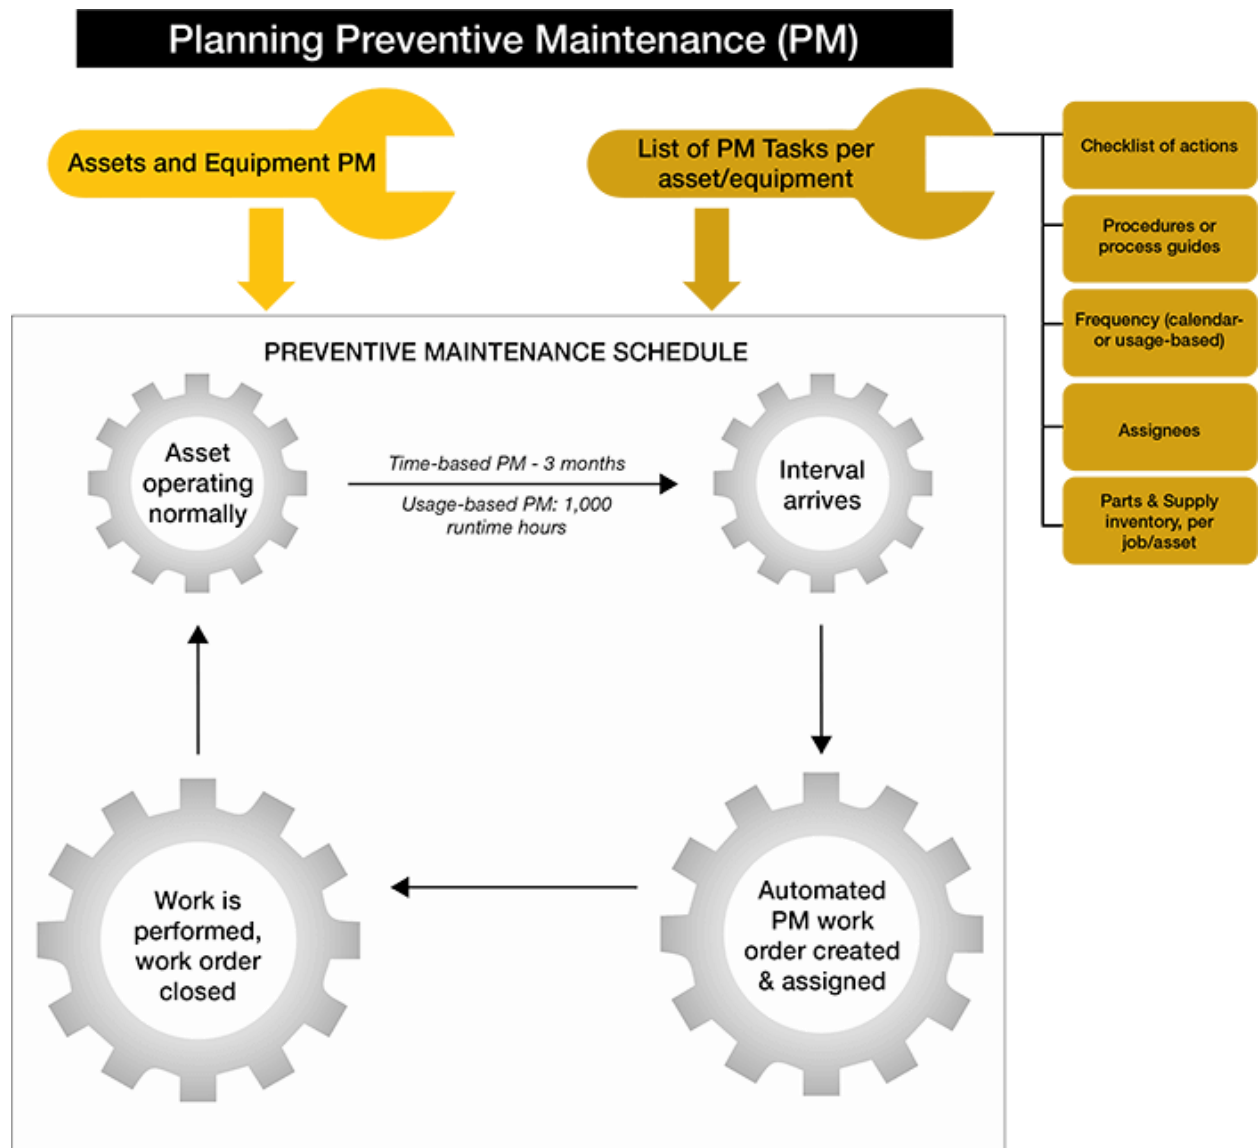 Planning Preventive Maintenance (PM)
Assets and Equipment PM
List of PM Tasks per
asset/equipment
Checklist of actions
Procedures or
process guides
Frequency (calendar-
or usage-based)
Assignees
Parts & Supply
inventory, per
job/asset
PREVENTIVE MAINTENANCE SCHEDULE
Asset
operating
normally
Time-based PM - 3 months
Usage-based PM: 1,000
runtime hours
Interval
arrives
Automated
PM work
order created
& assigned
Work is
performed,
work order
closed